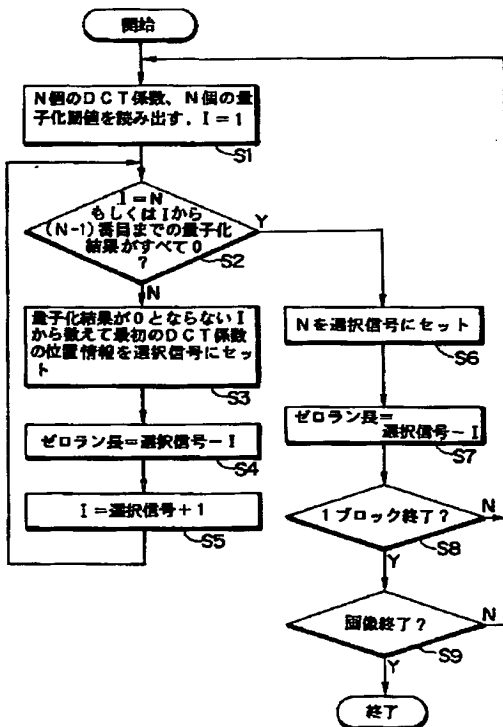 開始
N個のDCT係数、N個の量
子化閾値を読み出す.I=1
S1
I=N
もしくはIから
(N-1)番目までの量子化
結果がすべて0
?
Y
S2
N
量子化結果が0とならないI
から数えて最初のDCT係数
の位置情報を選択信号にセッ
ト
S3
ゼロラン長=選択信号-I
S4
I=選択信号+1
S5
Nを選択信号にセット
S6
ゼロラン長=
選択信号-I
S7
1ブロック終了?
N
S8
Y
画像終了?
N
S9
Y
終了